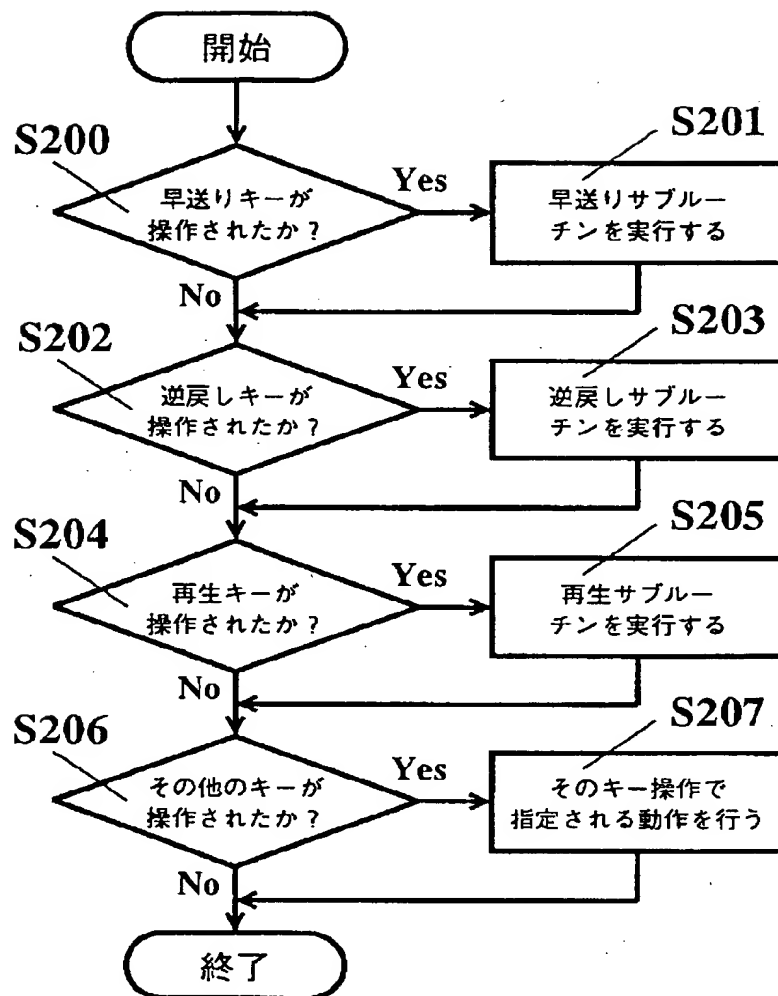 開始
S200
S201
早送りキーが
操作されたか？
Yes
早送りサブルー
チンを実行する
No
S202
S203
逆戻しキーが
操作されたか？
Yes
逆戻しサブルー
チンを実行する
No
S204
S205
再生キーが
操作されたか？
Yes
再生サブルー
チンを実行する
No
S206
S207
その他のキーが
操作されたか？
Yes
そのキー操作で
指定される動作を行う
No
終了